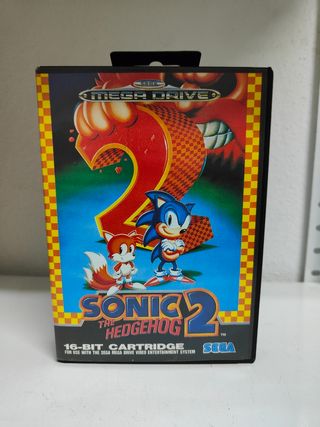 SEGA
MEGA DRIVE
2
SONIC
THE
HEDGEHOG 2
TM
16-BIT CARTRIDGE
FOR USE WITH THE SEGA MEGA DRIVE VIDEO ENTERTAINMENT SYSTEM
SEGA